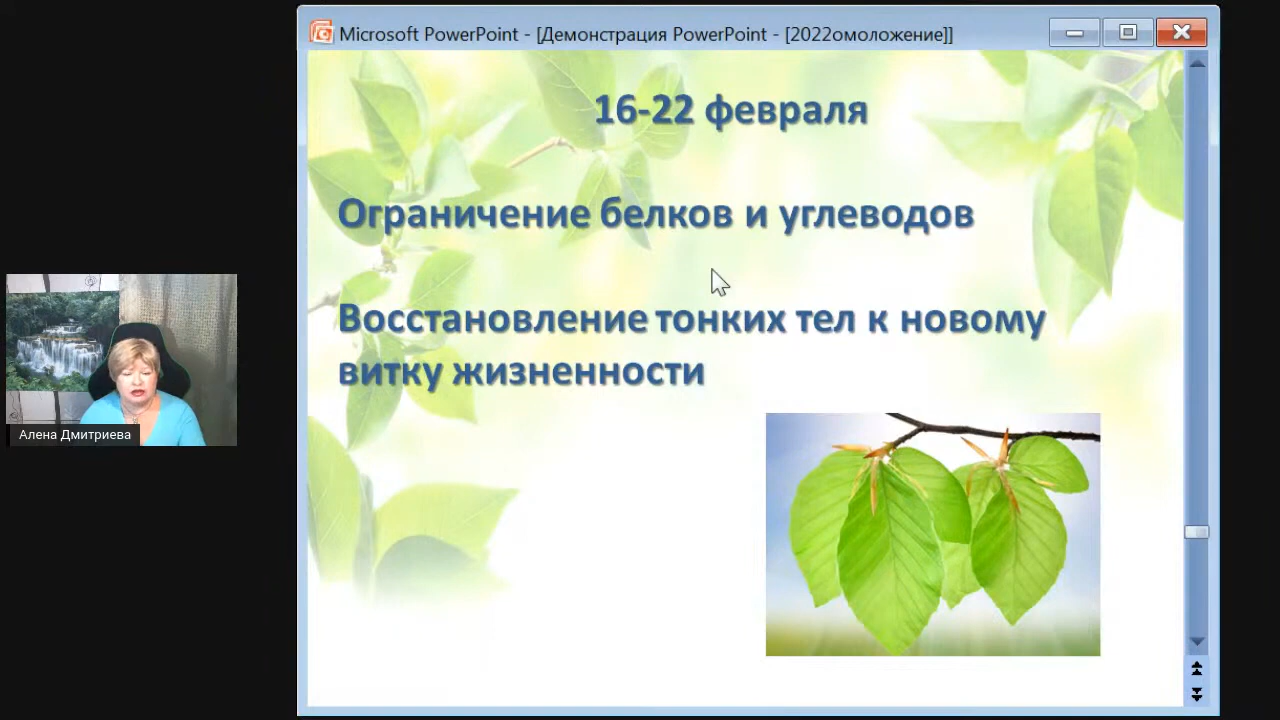 Microsoft PowerPoint - [Демонстрация PowerPoint - [2022омоложение]]
16-22 февраля
Ограничение белков и углеводов
Восстановление тонких тел к новому
витку жизненности
Алена Дмитриева